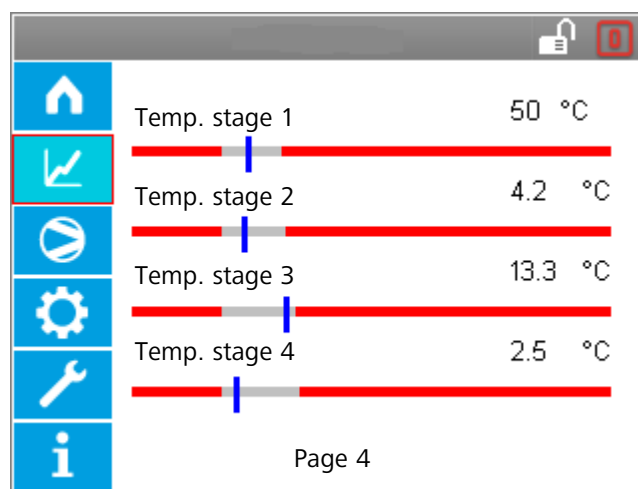 0
Temp. stage 1 50 °C
Temp. stage 2 4.2 °C
Temp. stage 3 13.3 °C
Temp. stage 4 2.5 °C
Page 4
i